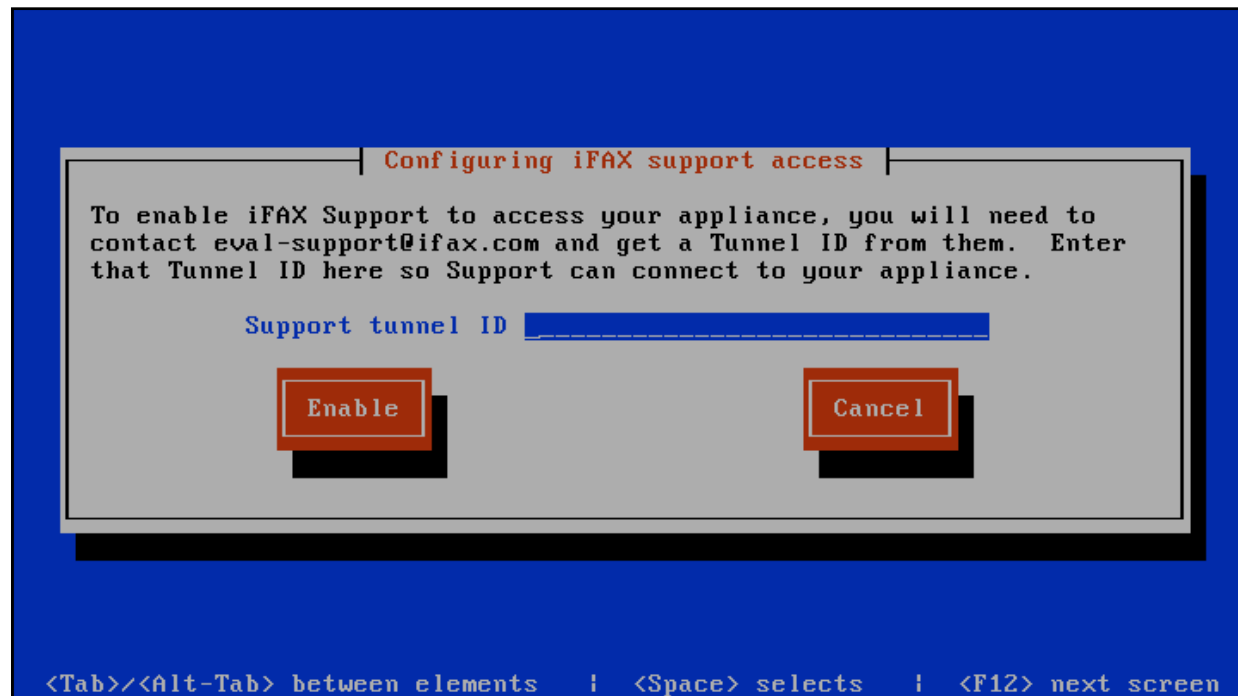 Configuring iFAX support access
To enable iFAX Support to access your appliance, you will need to
contact eval-support@ifax.com and get a Tunnel ID from them.  Enter
that Tunnel ID here so Support can connect to your appliance.
Support tunnel ID ______________________________
Enable Cancel
<Tab>/<Alt-Tab> between elements   |  <Space> selects   |  <F12> next screen